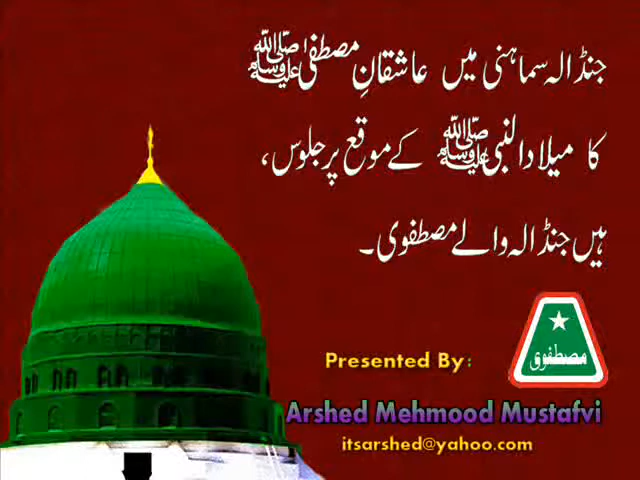 جنڈالہ سماہنی میں عاشقانِ مصطفیٰ ﷺ
کا میلادالنبی ﷺ کے موقع پر جلوس،
ہیں جنڈالہ والے مصطفوی۔
مصطفوی
Presented By:
Arshed Mehmood Mustafvi
itsarshed@yahoo.com